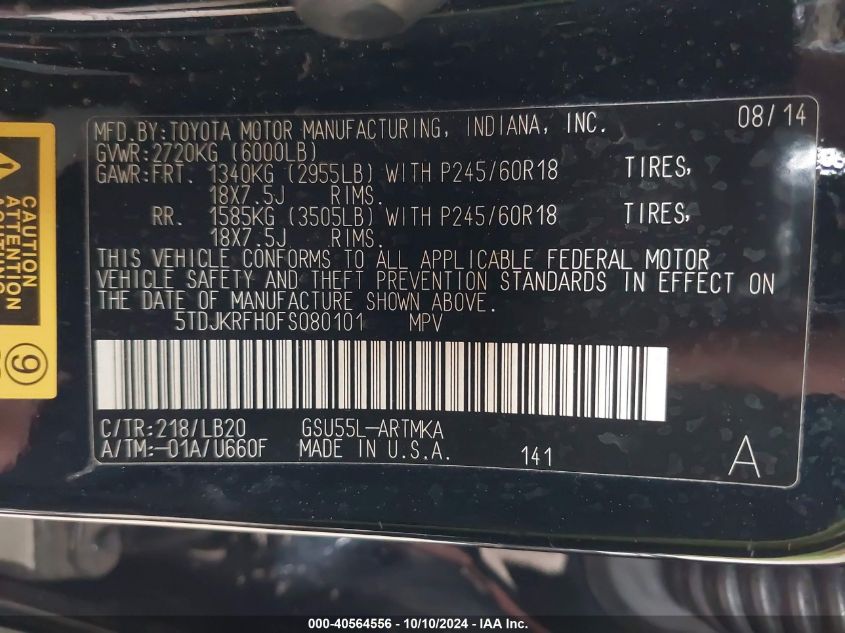 MFD.BY:TOYOTA MOTOR MANUFACTURING, INDIANA, INC. 08/14
GVWR:2720KG (6000LB)
GAWR:FRT. 1340KG (2955LB) WITH P245/60R18 TIRES,
18X7.5J RIMS.
RR. 1585KG (3505LB) WITH P245/60R18 TIRES,
18X7.5J RIMS.
THIS VEHICLE CONFORMS TO ALL APPLICABLE FEDERAL MOTOR
VEHICLE SAFETY AND THEFT PREVENTION STANDARDS IN EFFECT ON
THE DATE OF MANUFACTURE SHOWN ABOVE.
5TDJKRFH0FS080101 MPV
C/TR:218/LB20 GSU55L-ARTMKA
A/TM:-01A/U660F MADE IN U.S.A. 141 A
CAUTION
ATTENTION
9
000-40564556 - 10/10/2024 - IAA Inc.